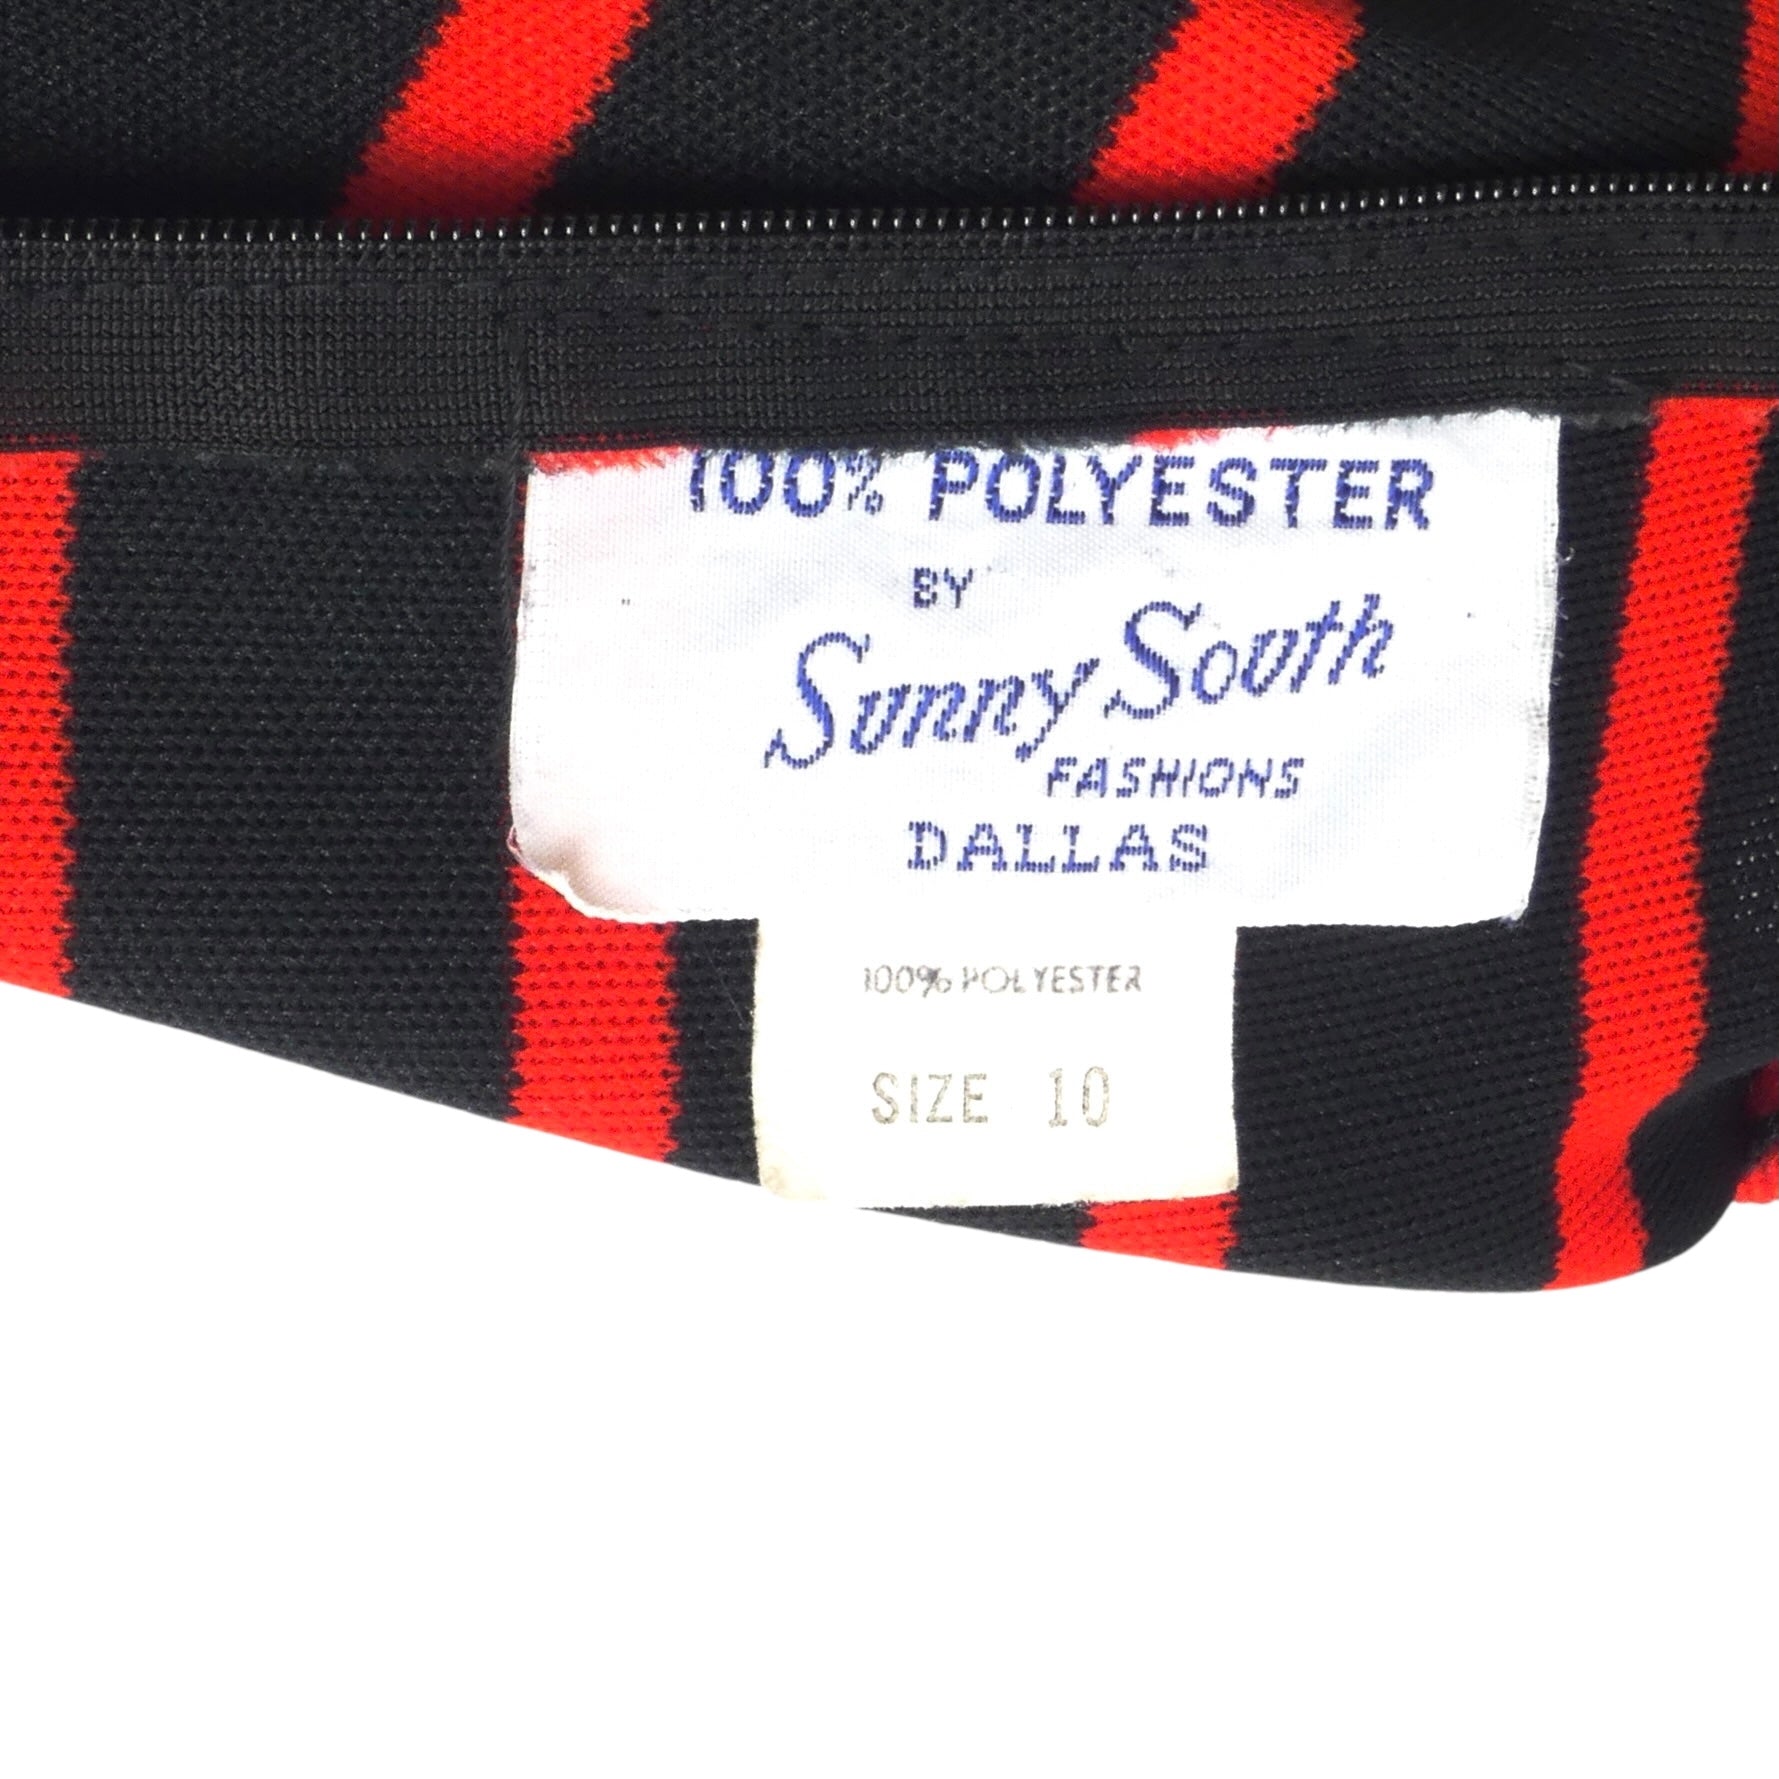 100% POLYESTER
BY
Sunny South
FASHIONS
DALLAS
100% POLYESTER
SIZE 10